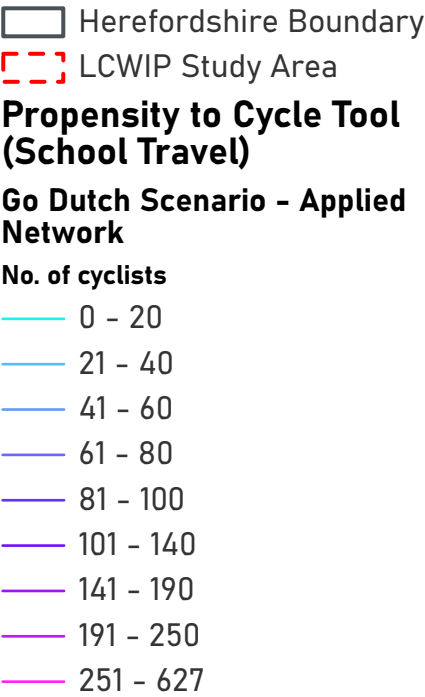 Herefordshire Boundary
LCWIP Study Area
Propensity to Cycle Tool
(School Travel)
Go Dutch Scenario - Applied
Network
No. of cyclists
0 - 20
21 - 40
41 - 60
61 - 80
81 - 100
101 - 140
141 - 190
191 - 250
251 - 627